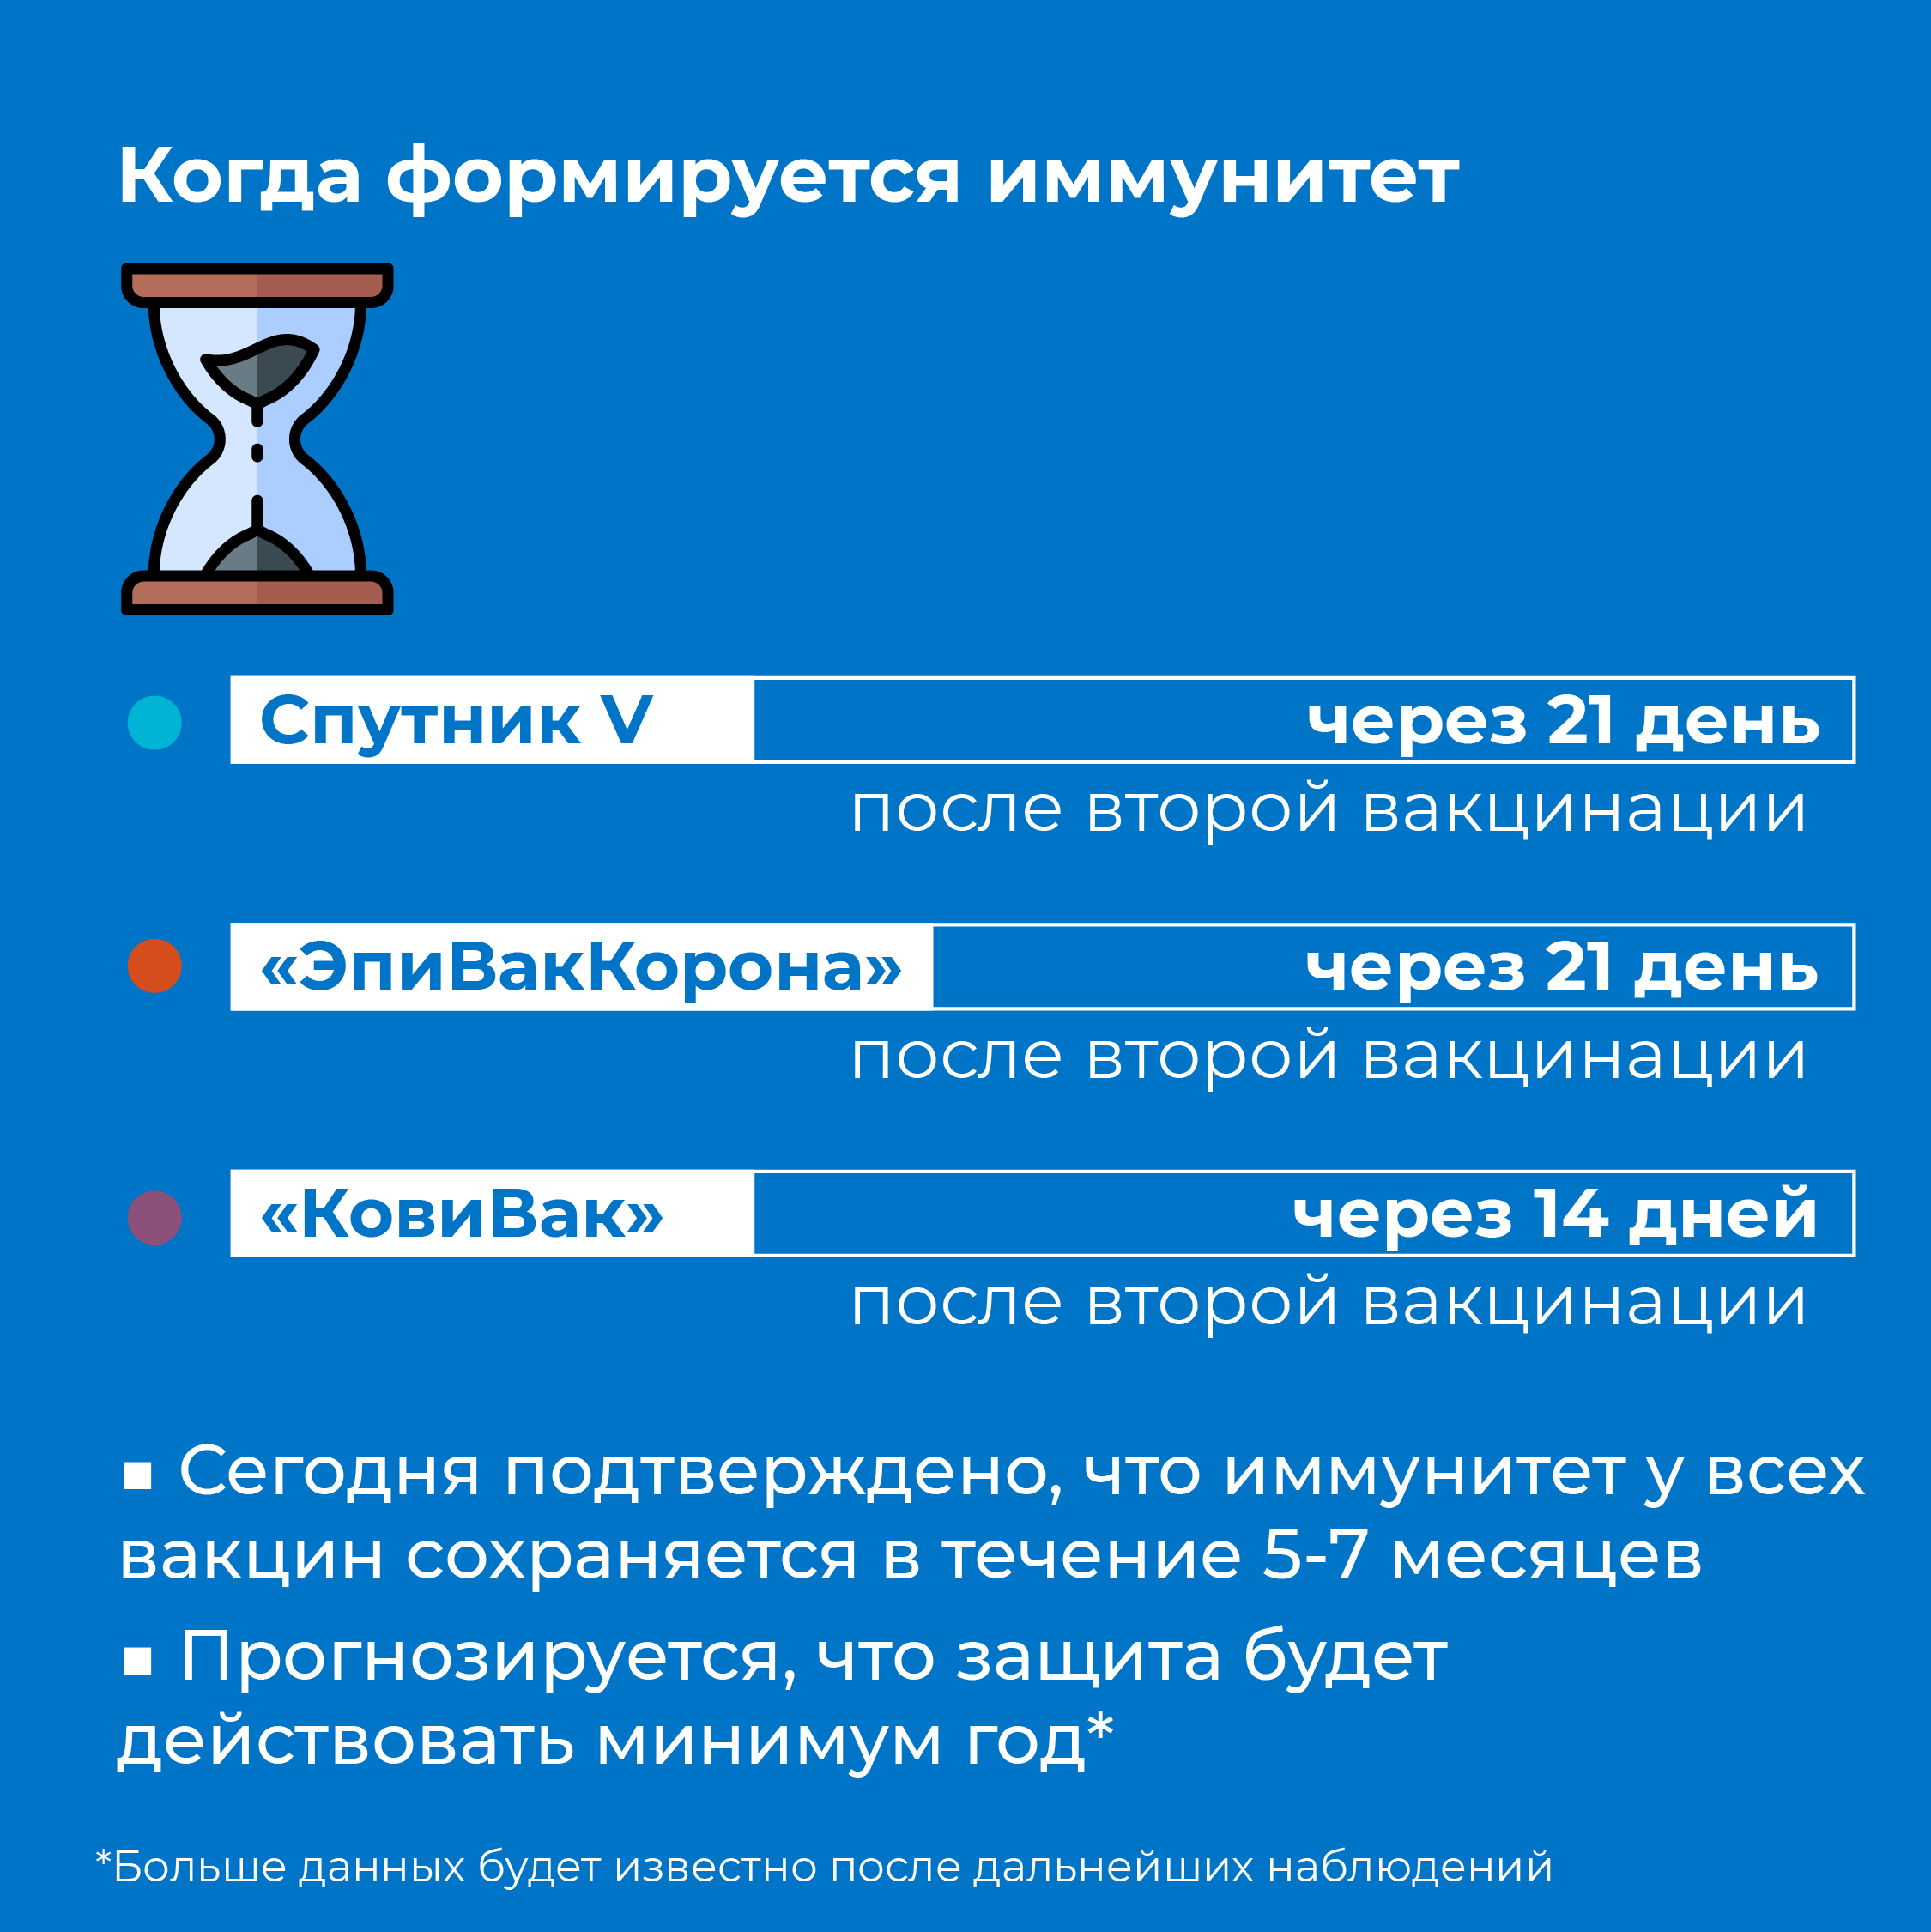 Когда формируется иммунитет
Спутник V через 21 день
после второй вакцинации
«ЭпиВакКорона» через 21 день
после второй вакцинации
«КовиВак» через 14 дней
после второй вакцинации
▪ Сегодня подтверждено, что иммунитет у всех
вакцин сохраняется в течение 5-7 месяцев
▪ Прогнозируется, что защита будет
действовать минимум год*
*Больше данных будет известно после дальнейших наблюдений